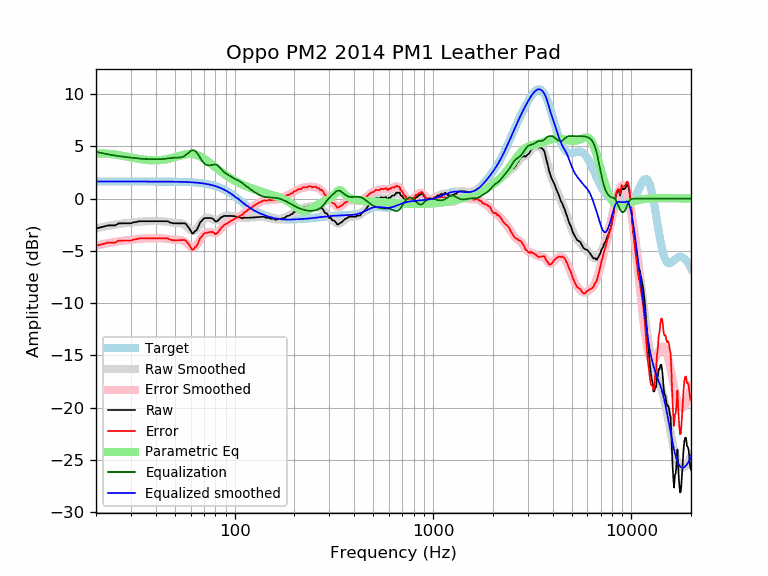 Oppo PM2 2014 PM1 Leather Pad
Amplitude (dBr)
10
5
0
−5
−10
−15
−20
−25
−30
Target
Raw Smoothed
Error Smoothed
Raw
Error
Parametric Eq
Equalization
Equalized smoothed
100 1000 10000
Frequency (Hz)